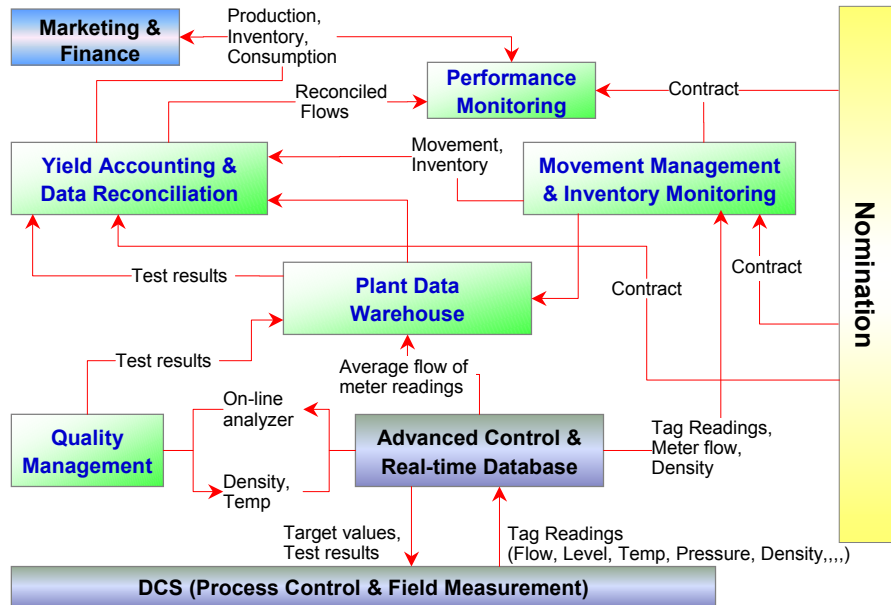 Marketing &
Finance
Production,
Inventory,
Consumption
Performance
Monitoring
Contract
Reconciled
Flows
Yield Accounting &
Data Reconciliation
Movement,
Inventory
Movement Management
& Inventory Monitoring
Nomination
Test results
Plant Data
Warehouse
Contract
Contract
Test results
Average flow of
meter readings
On-line
analyzer
Quality
Management
Advanced Control &
Real-time Database
Tag Readings,
Meter flow,
Density
Density,
Temp
Target values,
Test results
Tag Readings
(Flow, Level, Temp, Pressure, Density,,,,)
DCS (Process Control & Field Measurement)